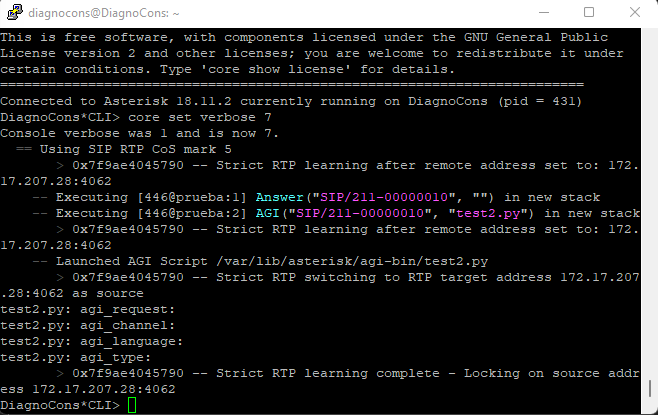 diagnocons@DiagnoCons: ~
This is free software, with components licensed under the GNU General Public
License version 2 and other licenses; you are welcome to redistribute it under
certain conditions. Type 'core show license' for details.
=========================================================================
Connected to Asterisk 18.11.2 currently running on DiagnoCons (pid = 431)
DiagnoCons*CLI> core set verbose 7
Console verbose was 1 and is now 7.
== Using SIP RTP CoS mark 5
> 0x7f9ae4045790 -- Strict RTP learning after remote address set to: 172.
17.207.28:4062
-- Executing [446@prueba:1] Answer("SIP/211-00000010", "") in new stack
-- Executing [446@prueba:2] AGI("SIP/211-00000010", "test2.py") in new stack
> 0x7f9ae4045790 -- Strict RTP learning after remote address set to: 172.
17.207.28:4062
-- Launched AGI Script /var/lib/asterisk/agi-bin/test2.py
> 0x7f9ae4045790 -- Strict RTP switching to RTP target address 172.17.207
.28:4062 as source
test2.py: agi_request:
test2.py: agi_channel:
test2.py: agi_language:
test2.py: agi_type:
> 0x7f9ae4045790 -- Strict RTP learning complete - Locking on source addr
ess 172.17.207.28:4062
DiagnoCons*CLI>